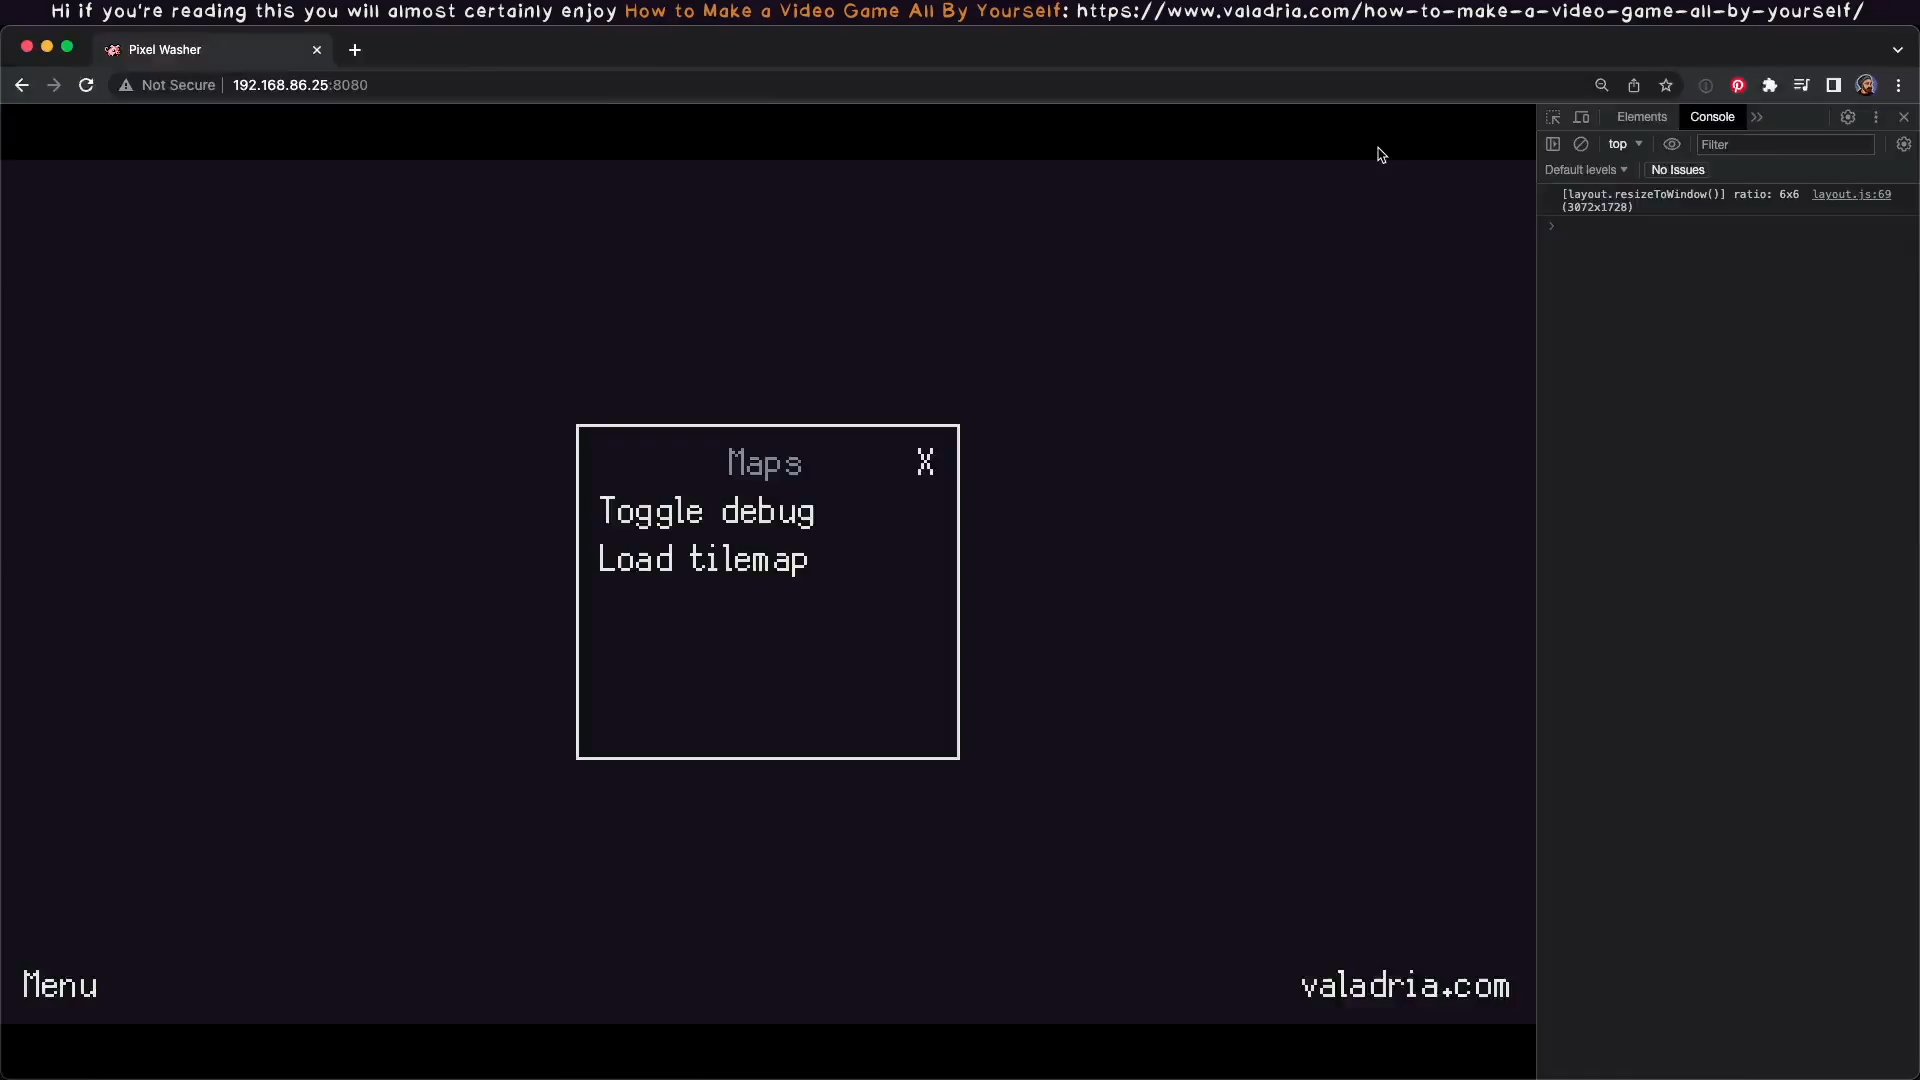 Hi if you're reading this you will almost certainly enjoy How to Make a Video Game All By Yourself: https://www.valadria.com/how-to-make-a-video-game-all-by-yourself/
Pixel Washer
Not Secure 192.168.86.25:8080
Elements Console
top Filter
Default levels No Issues
[layout.resizeToWindow()] ratio: 6x6 layout.js:69
(3072x1728)
Maps X
Toggle debug
Load tilemap
Menu valadria.com